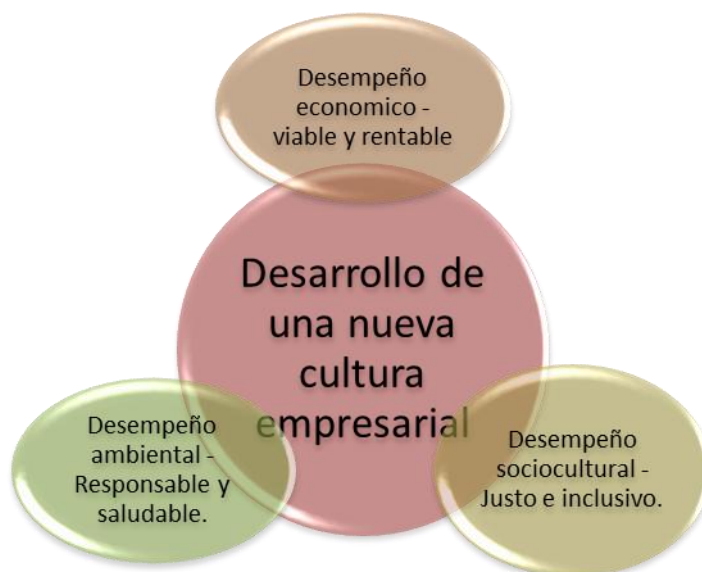 Desempeño
economico -
viable y rentable
Desarrollo de
una nueva
cultura
empresarial
Desempeño
ambiental -
Responsable y
saludable.
Desempeño
sociocultural -
Justo e inclusivo.